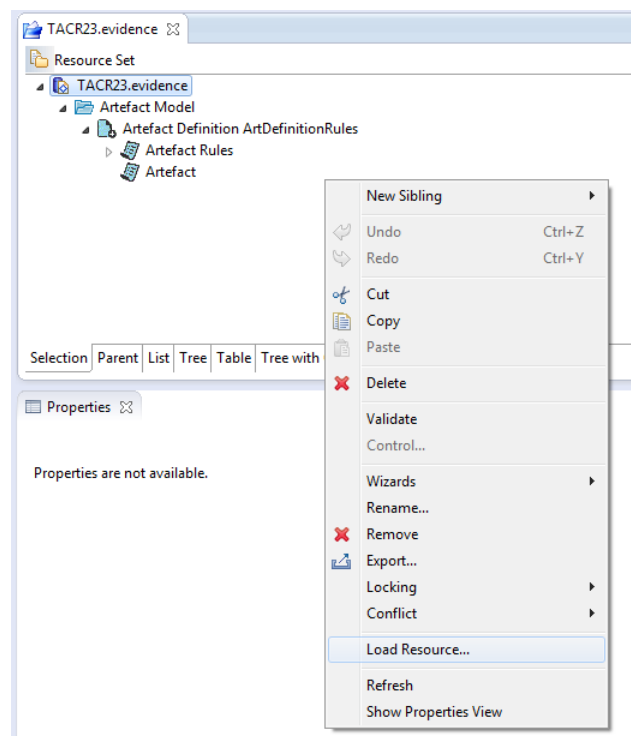 TACR23.evidence
Resource Set
TACR23.evidence
Artefact Model
Artefact Definition ArtDefinitionRules
Artefact Rules
Artefact
New Sibling
Undo Ctrl+Z
Redo Ctrl+Y
Cut
Copy
Paste
Delete
Validate
Control...
Wizards
Rename...
Remove
Export...
Locking
Conflict
Load Resource...
Refresh
Show Properties View
Selection Parent List Tree Table Tree with
Properties
Properties are not available.